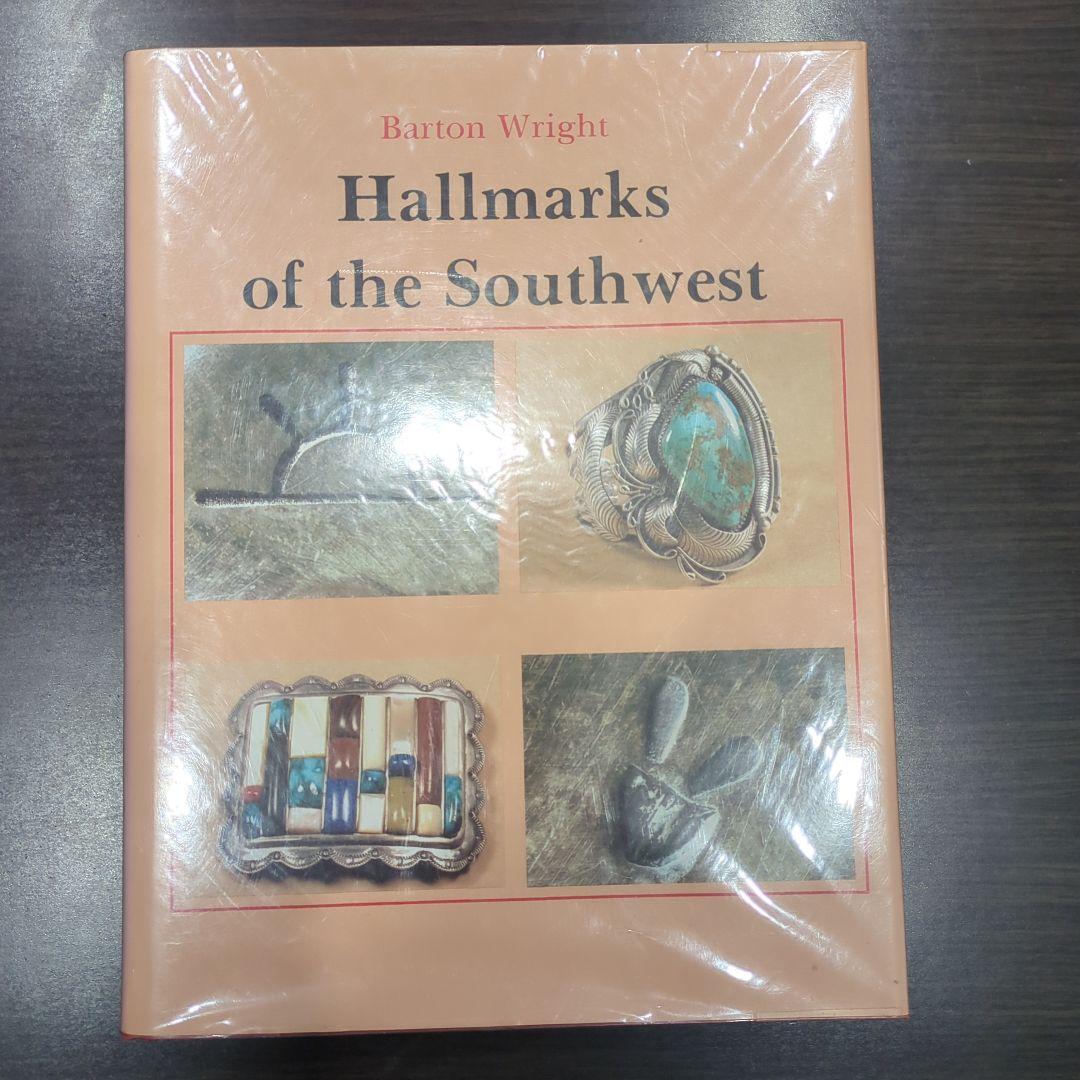 Barton Wright
Hallmarks
of the Southwest